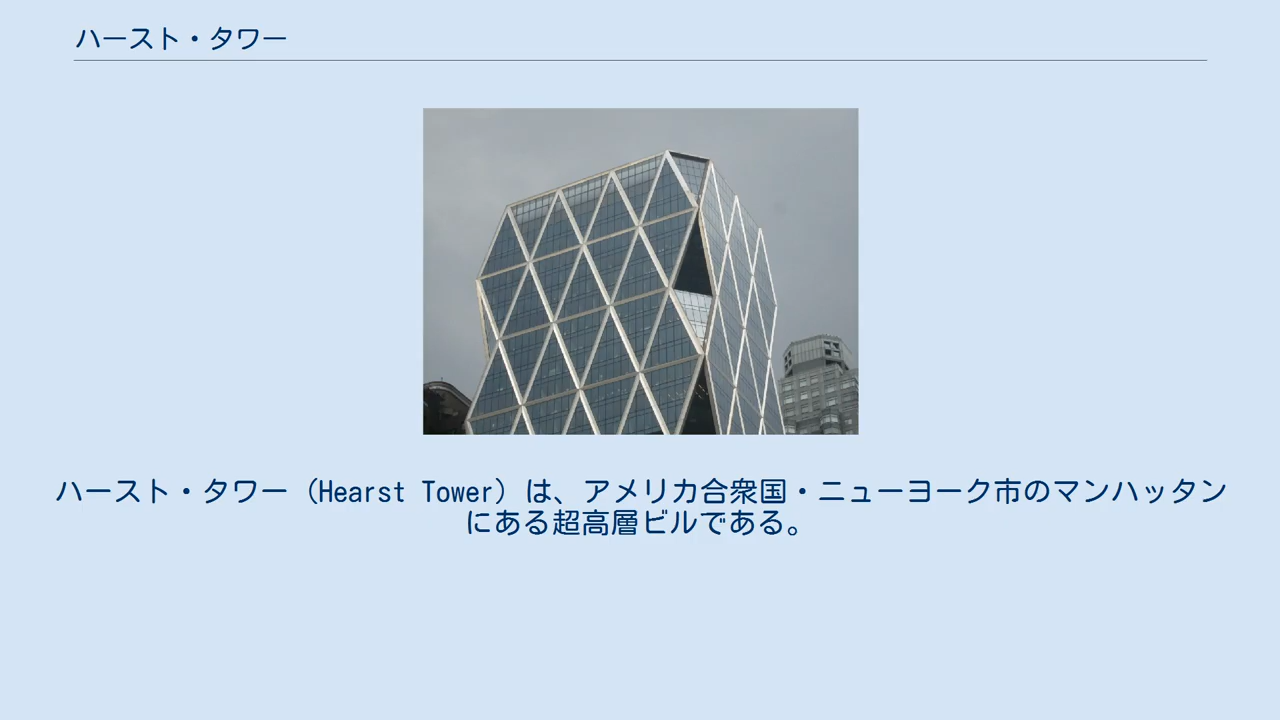 ハースト・タワー
ハースト・タワー（Hearst Tower）は、アメリカ合衆国・ニューヨーク市のマンハッタン
にある超高層ビルである。